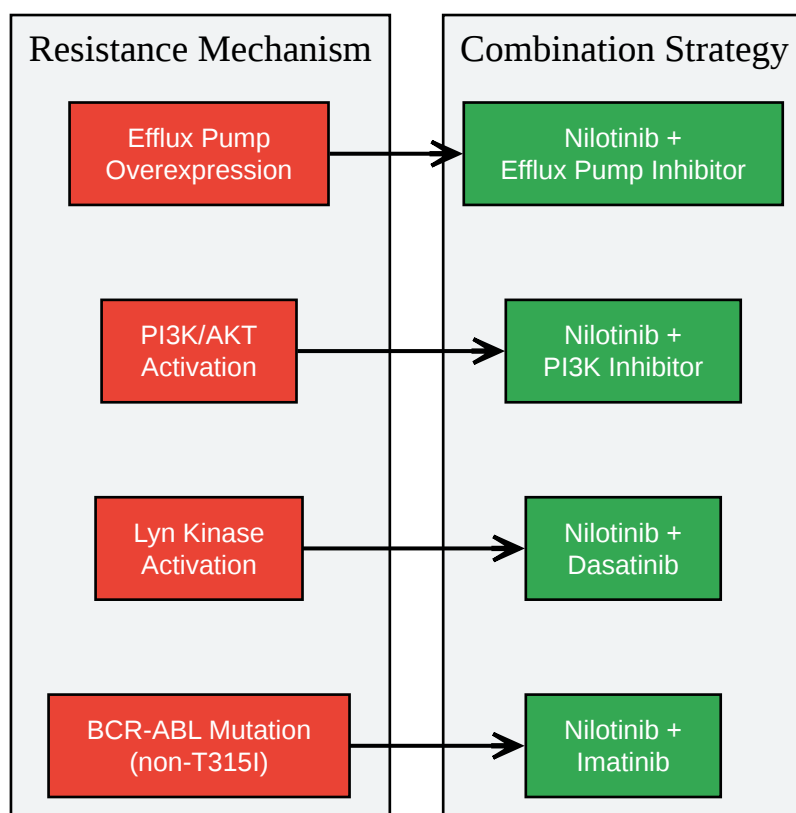 Resistance Mechanism
Combination Strategy
Efflux Pump
Overexpression
Nilotinib +
Efflux Pump Inhibitor
PI3K/AKT
Activation
Nilotinib +
PI3K Inhibitor
Lyn Kinase
Activation
Nilotinib +
Dasatinib
BCR-ABL Mutation
(non-T315I)
Nilotinib +
Imatinib